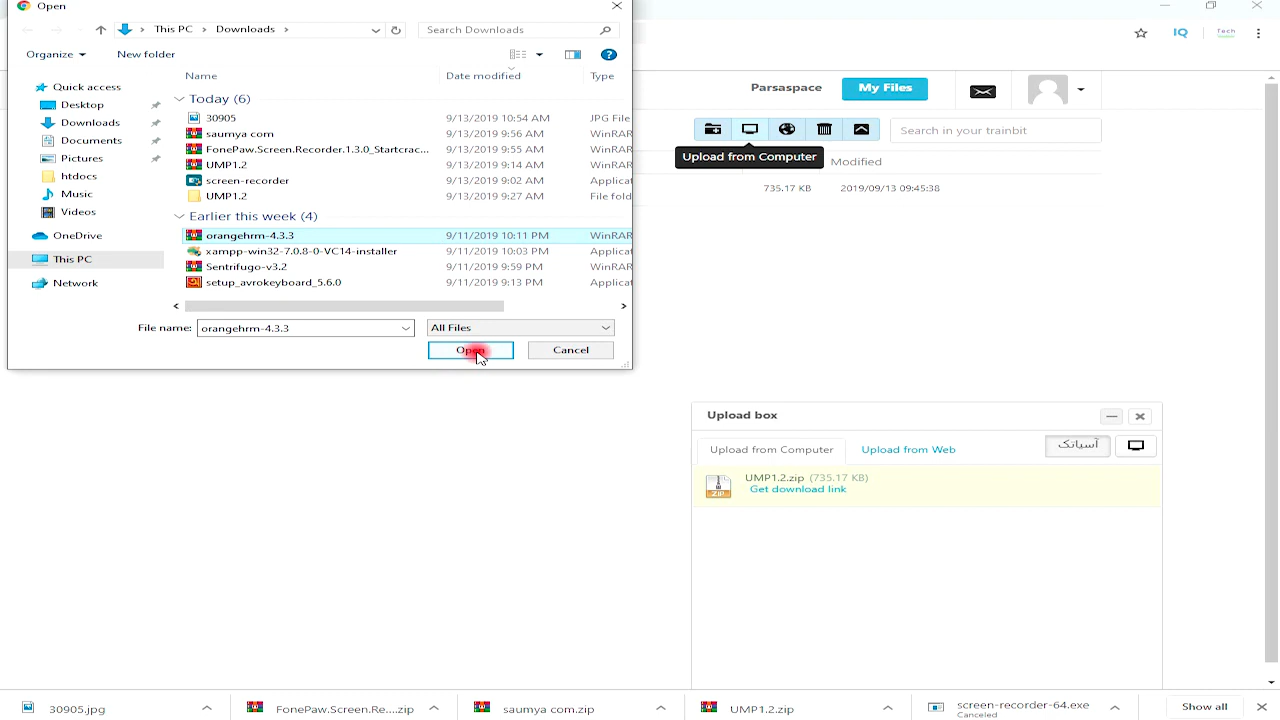 Open
This PC > Downloads >
Search Downloads
Organize
New folder
Name
Date modified
Type
Quick access
Desktop
Downloads
Documents
Pictures
htdocs
Music
Videos
OneDrive
This PC
Network
Today (6)
30905 9/13/2019 10:54 AM JPG File
saumya com 9/13/2019 9:56 AM WinRAR
FonePaw.Screen.Recorder.1.3.0_Startcrac... 9/13/2019 9:55 AM WinRAR
UMP1.2 9/13/2019 9:14 AM WinRAR
screen-recorder 9/13/2019 9:02 AM Applicat
UMP1.2 9/13/2019 9:27 AM File fold
Earlier this week (4)
orangehrm-4.3.3 9/11/2019 10:11 PM WinRAR
xampp-win32-7.0.8-0-VC14-installer 9/11/2019 10:03 PM Applicat
Sentrifugo-v3.2 9/11/2019 9:59 PM WinRAR
setup_avrokeyboard_5.6.0 9/11/2019 9:13 PM Applicat
File name: orangehrm-4.3.3
All Files
Open
Cancel
IQ
Tech
Parsaspace
My Files
Search in your trainbit
Upload from Computer
Modified
735.17 KB 2019/09/13 09:45:38
Upload box
Upload from Computer
Upload from Web
آسیاتک
UMP1.2.zip (735.17 KB)
Get download link
ZIP
30905.jpg
FonePaw.Screen.Re....zip
saumya com.zip
UMP1.2.zip
screen-recorder-64.exe
Canceled
Show all